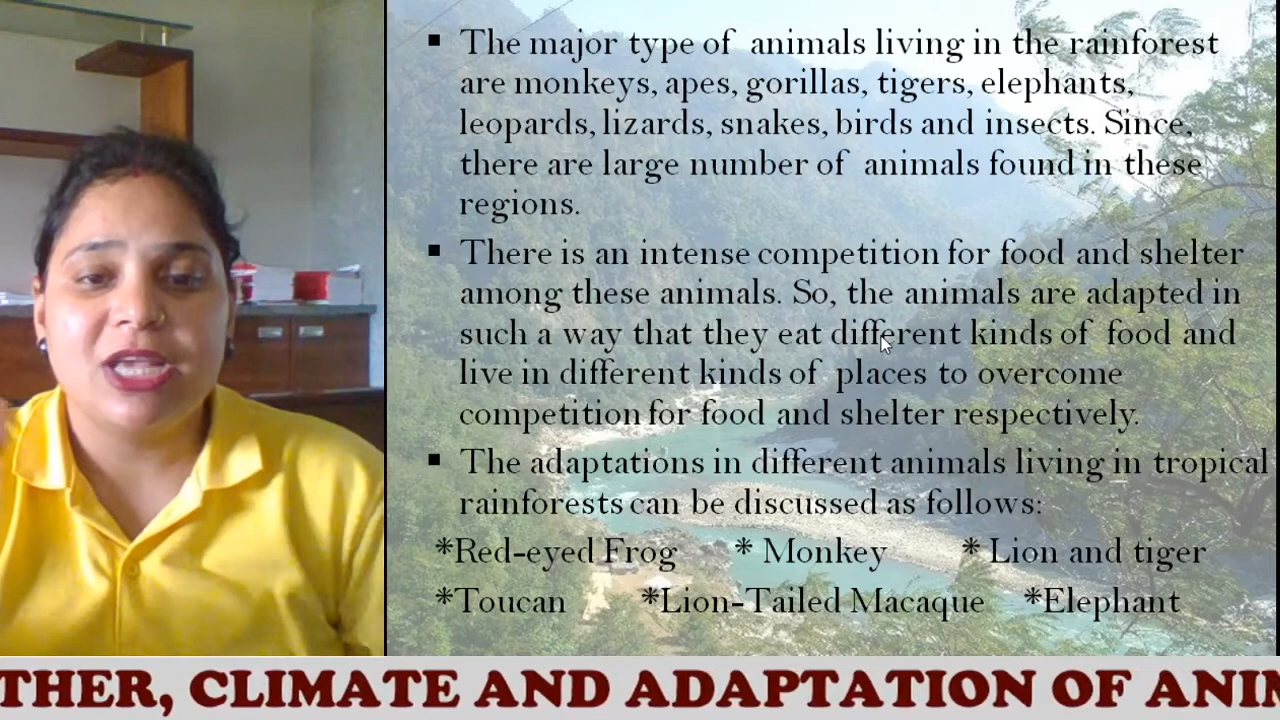 ▪ The major type of animals living in the rainforest
are monkeys, apes, gorillas, tigers, elephants,
leopards, lizards, snakes, birds and insects. Since,
there are large number of animals found in these
regions.
▪ There is an intense competition for food and shelter
among these animals. So, the animals are adapted in
such a way that they eat different kinds of food and
live in different kinds of places to overcome
competition for food and shelter respectively.
▪ The adaptations in different animals living in tropical
rainforests can be discussed as follows:
*Red-eyed Frog * Monkey * Lion and tiger
*Toucan *Lion-Tailed Macaque *Elephant
THER, CLIMATE AND ADAPTATION OF ANI